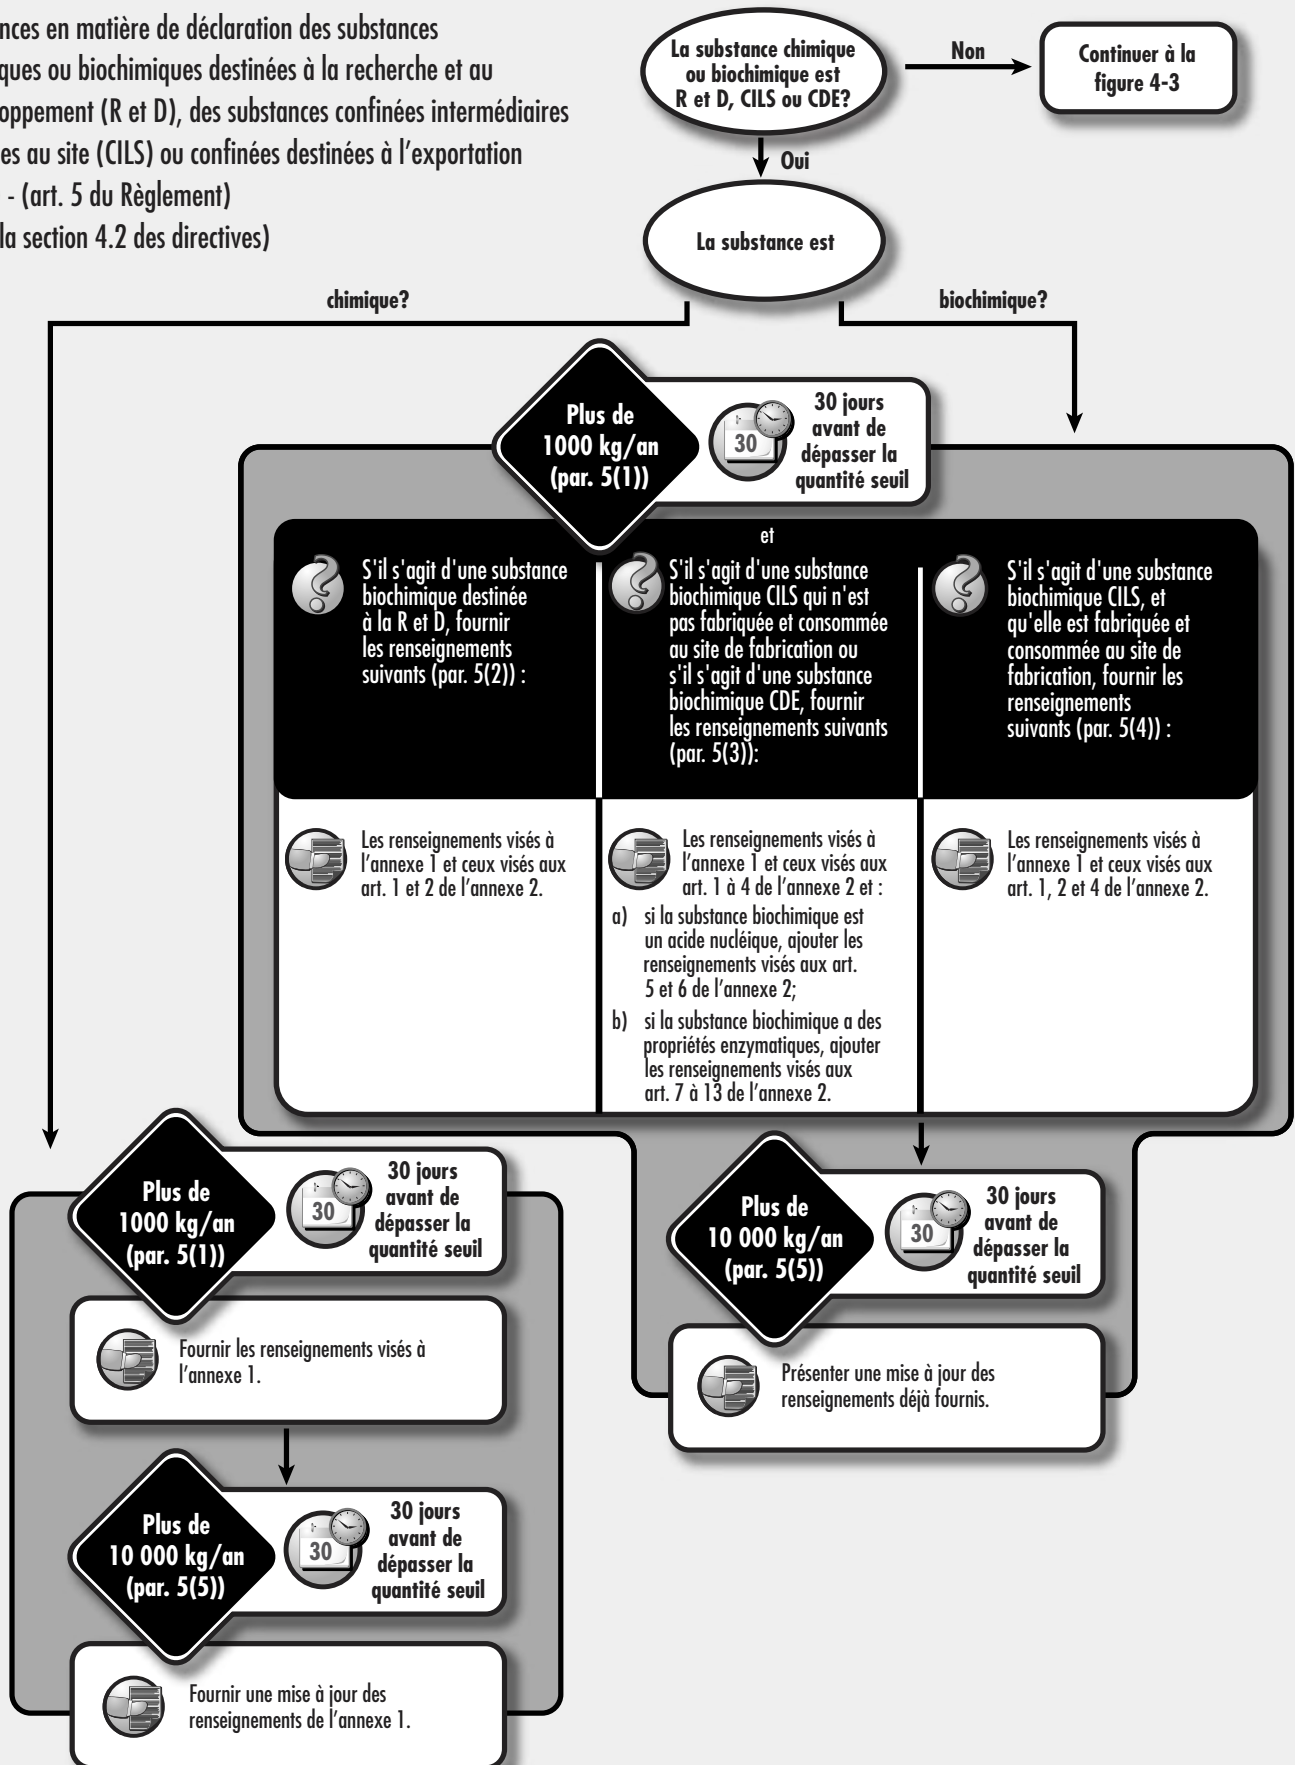 nces en matière de déclaration des substances
ques ou biochimiques destinées à la recherche et au
oppement (R et D), des substances confinées intermédiaires
es au site (CILS) ou confinées destinées à l'exportation
- (art. 5 du Règlement)
la section 4.2 des directives)
La substance chimique
ou biochimique est
R et D, CILS ou CDE?
Non
Continuer à la
figure 4-3
Oui
La substance est
chimique?
biochimique?
Plus de
1000 kg/an
(par. 5(1))
30
30 jours
avant de
dépasser la
quantité seuil
et
S'il s'agit d'une substance
biochimique destinée
à la R et D, fournir
les renseignements
suivants (par. 5(2)) :
S'il s'agit d'une substance
biochimique CILS qui n'est
pas fabriquée et consommée
au site de fabrication ou
s'il s'agit d'une substance
biochimique CDE, fournir
les renseignements suivants
(par. 5(3)):
S'il s'agit d'une substance
biochimique CILS, et
qu'elle est fabriquée et
consommée au site de
fabrication, fournir les
renseignements
suivants (par. 5(4)) :
Les renseignements visés à
l'annexe 1 et ceux visés aux
art. 1 et 2 de l'annexe 2.
Les renseignements visés à
l'annexe 1 et ceux visés aux
art. 1 à 4 de l'annexe 2 et :
a) si la substance biochimique est
un acide nucléique, ajouter les
renseignements visés aux art.
5 et 6 de l'annexe 2;
b) si la substance biochimique a des
propriétés enzymatiques, ajouter
les renseignements visés aux
art. 7 à 13 de l'annexe 2.
Les renseignements visés à
l'annexe 1 et ceux visés aux
art. 1, 2 et 4 de l'annexe 2.
Plus de
1000 kg/an
(par. 5(1))
30
30 jours
avant de
dépasser la
quantité seuil
Fournir les renseignements visés à
l'annexe 1.
Plus de
10 000 kg/an
(par. 5(5))
30
30 jours
avant de
dépasser la
quantité seuil
Fournir une mise à jour des
renseignements de l'annexe 1.
Plus de
10 000 kg/an
(par. 5(5))
30
30 jours
avant de
dépasser la
quantité seuil
Présenter une mise à jour des
renseignements déjà fournis.